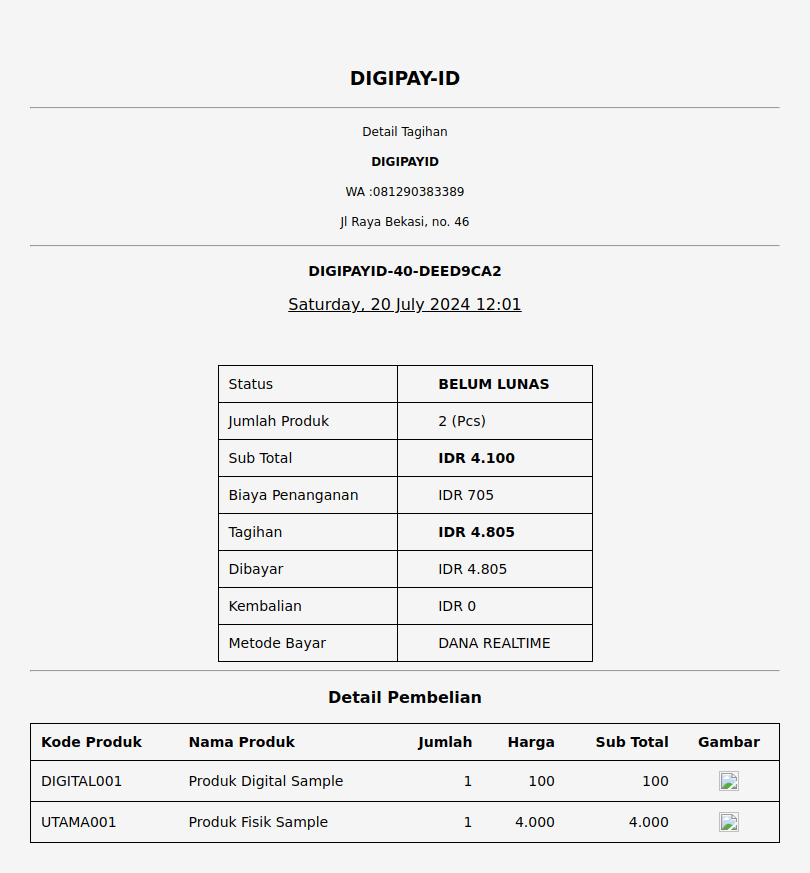 DIGIPAY-ID
Detail Tagihan
DIGIPAYID
WA :081290383389
Jl Raya Bekasi, no. 46
DIGIPAYID-40-DEED9CA2
Saturday, 20 July 2024 12:01
Status BELUM LUNAS
Jumlah Produk 2 (Pcs)
Sub Total IDR 4.100
Biaya Penanganan IDR 705
Tagihan IDR 4.805
Dibayar IDR 4.805
Kembalian IDR 0
Metode Bayar DANA REALTIME
Detail Pembelian
Kode Produk Nama Produk Jumlah Harga Sub Total Gambar
DIGITAL001 Produk Digital Sample 1 100 100
UTAMA001 Produk Fisik Sample 1 4.000 4.000